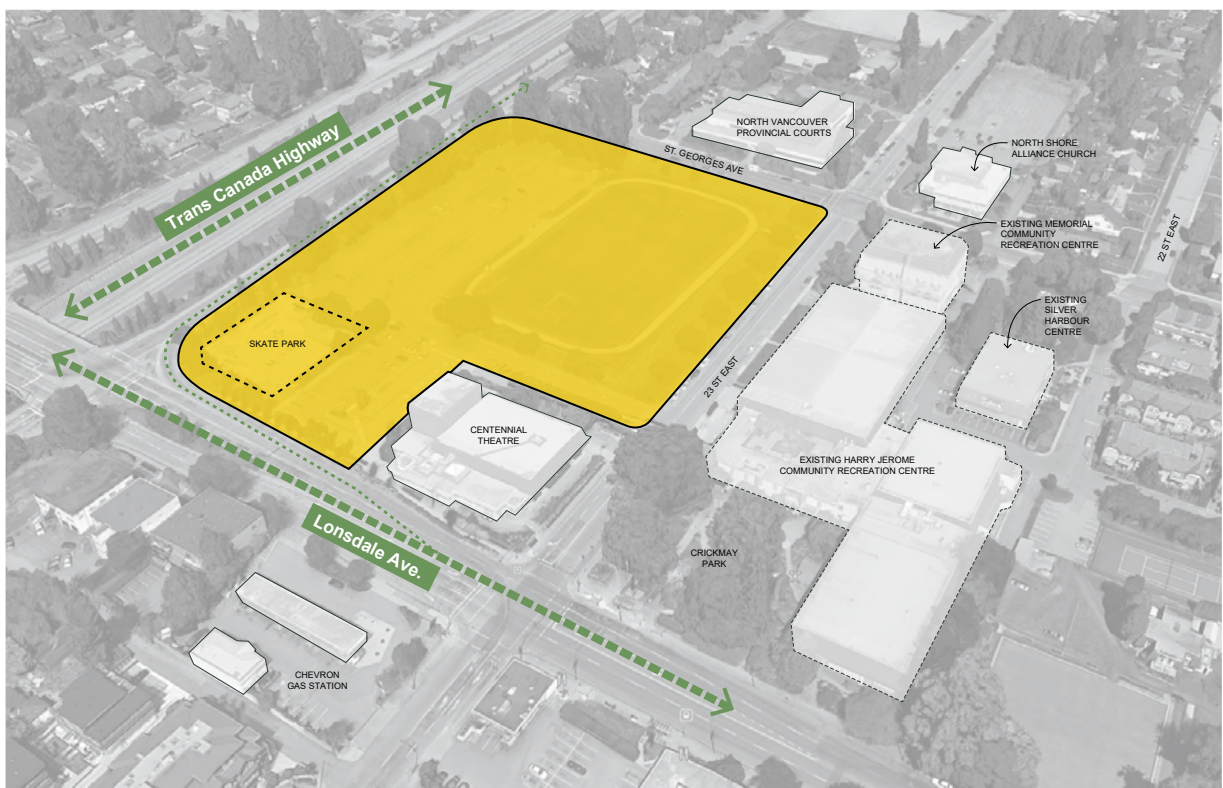 Trans Canada Highway
NORTH VANCOUVER
PROVINCIAL COURTS
ST. GEORGES AVE
NORTH SHORE
ALLIANCE CHURCH
EXISTING MEMORIAL
COMMUNITY
RECREATION CENTRE
22 ST EAST
EXISTING
SILVER
HARBOUR
CENTRE
SKATE PARK
23 ST EAST
CENTENNIAL
THEATRE
EXISTING HARRY JEROME
COMMUNITY RECREATION CENTRE
Lonsdale Ave.
CRICKMAY
PARK
CHEVRON
GAS STATION